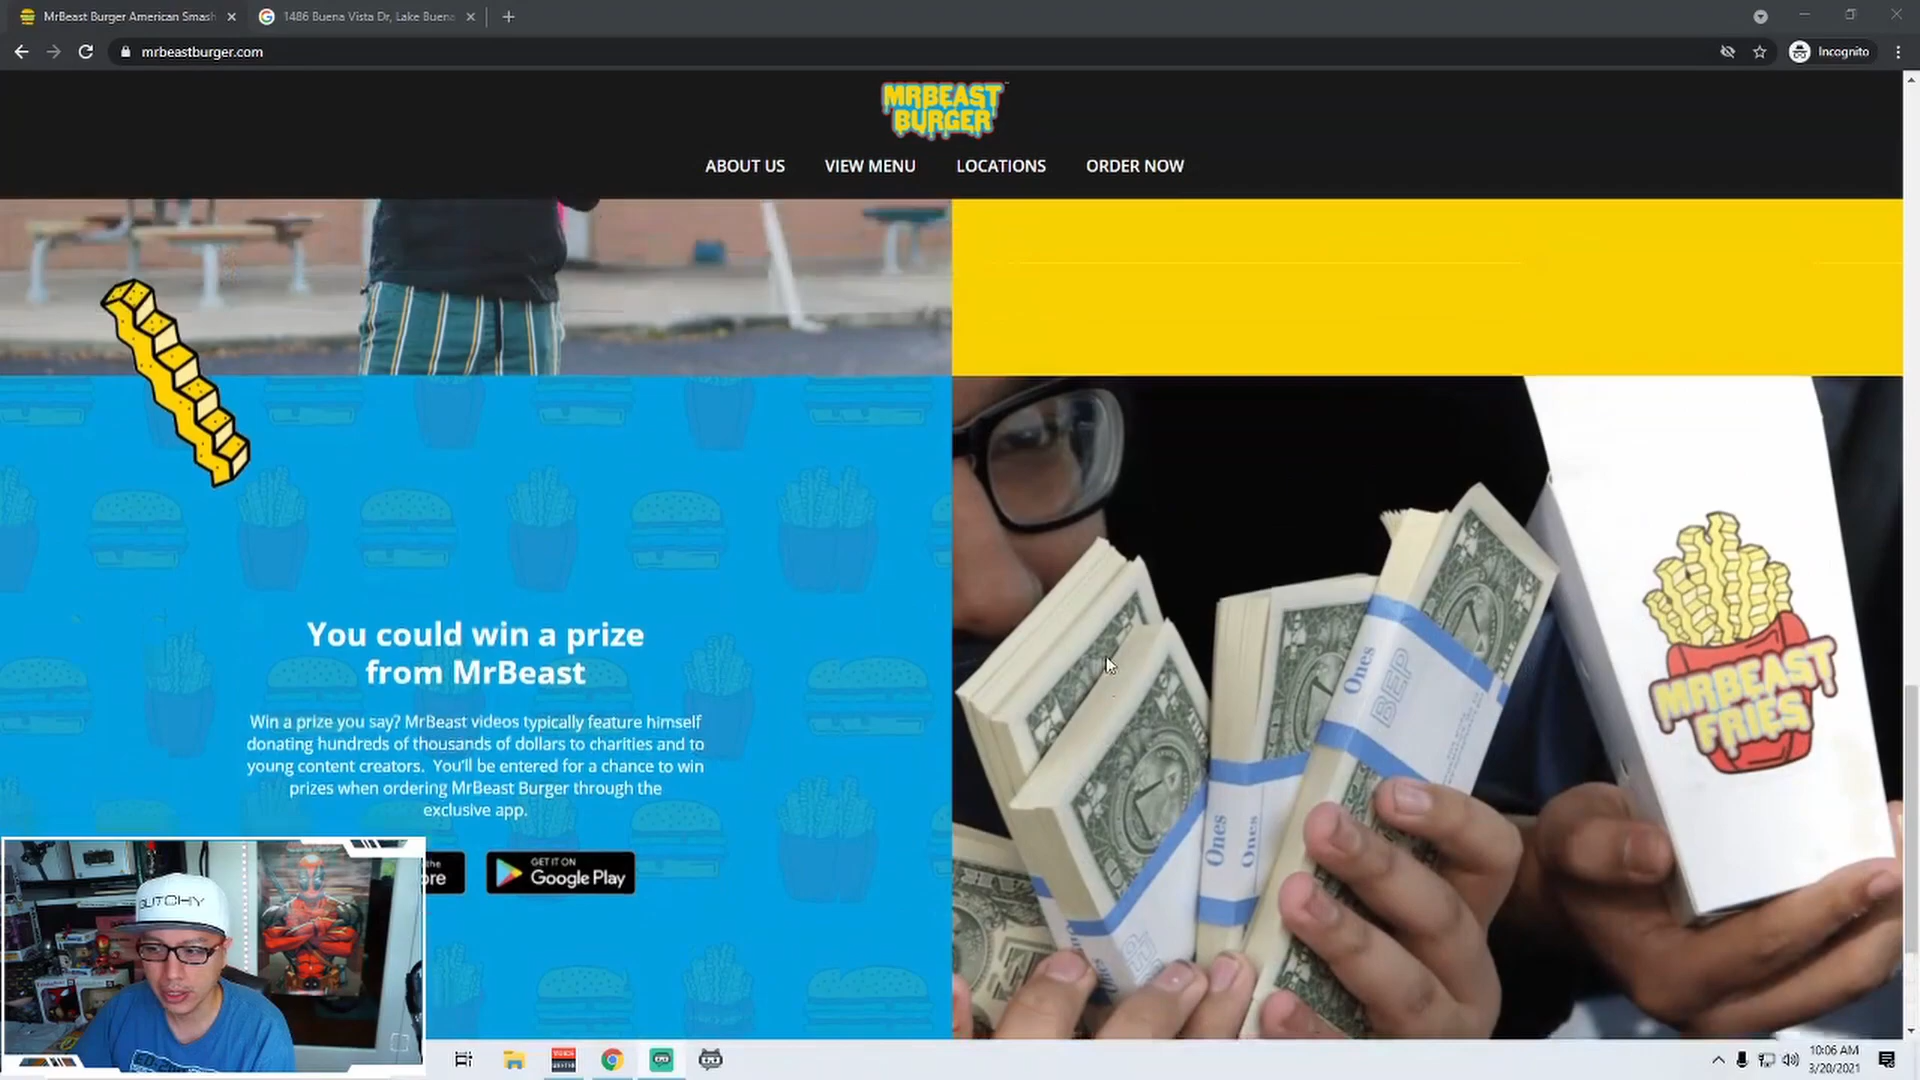 MrBeast Burger American Smash
1486 Buena Vista Dr, Lake Buena
mrbeastburger.com
Incognito
MRBEAST
BURGER
ABOUT US VIEW MENU LOCATIONS ORDER NOW
You could win a prize
from MrBeast
Win a prize you say? MrBeast videos typically feature himself
donating hundreds of thousands of dollars to charities and to
young content creators. You'll be entered for a chance to win
prizes when ordering MrBeast Burger through the
exclusive app.
GET IT ON
Google Play
Ones
BEP
Ones
Ones
MRBEAST
FRIES
GLITCHY
10:06 AM
3/20/2021